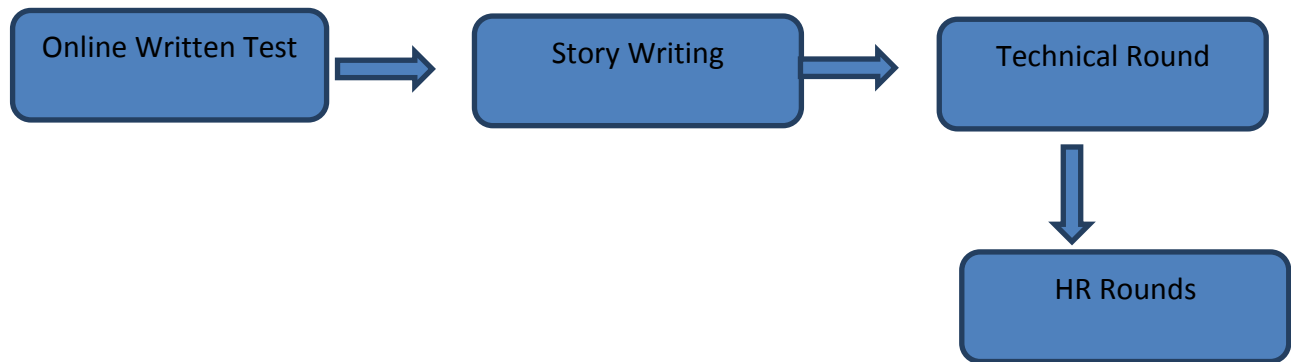 Online Written Test
Story Writing
Technical Round
HR Rounds